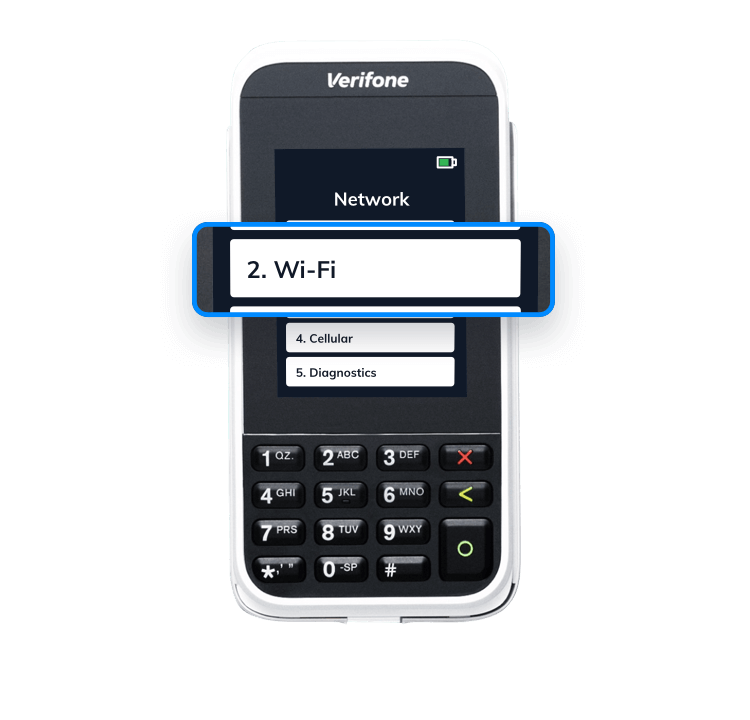 Verifone
Network
2. Wi-Fi
4. Cellular
5. Diagnostics
1 QZ. 2 ABC 3 DEF
4 GHI 5 JKL 6 MNO
7 PRS 8 TUV 9 WXY
*,'" 0 -SP #